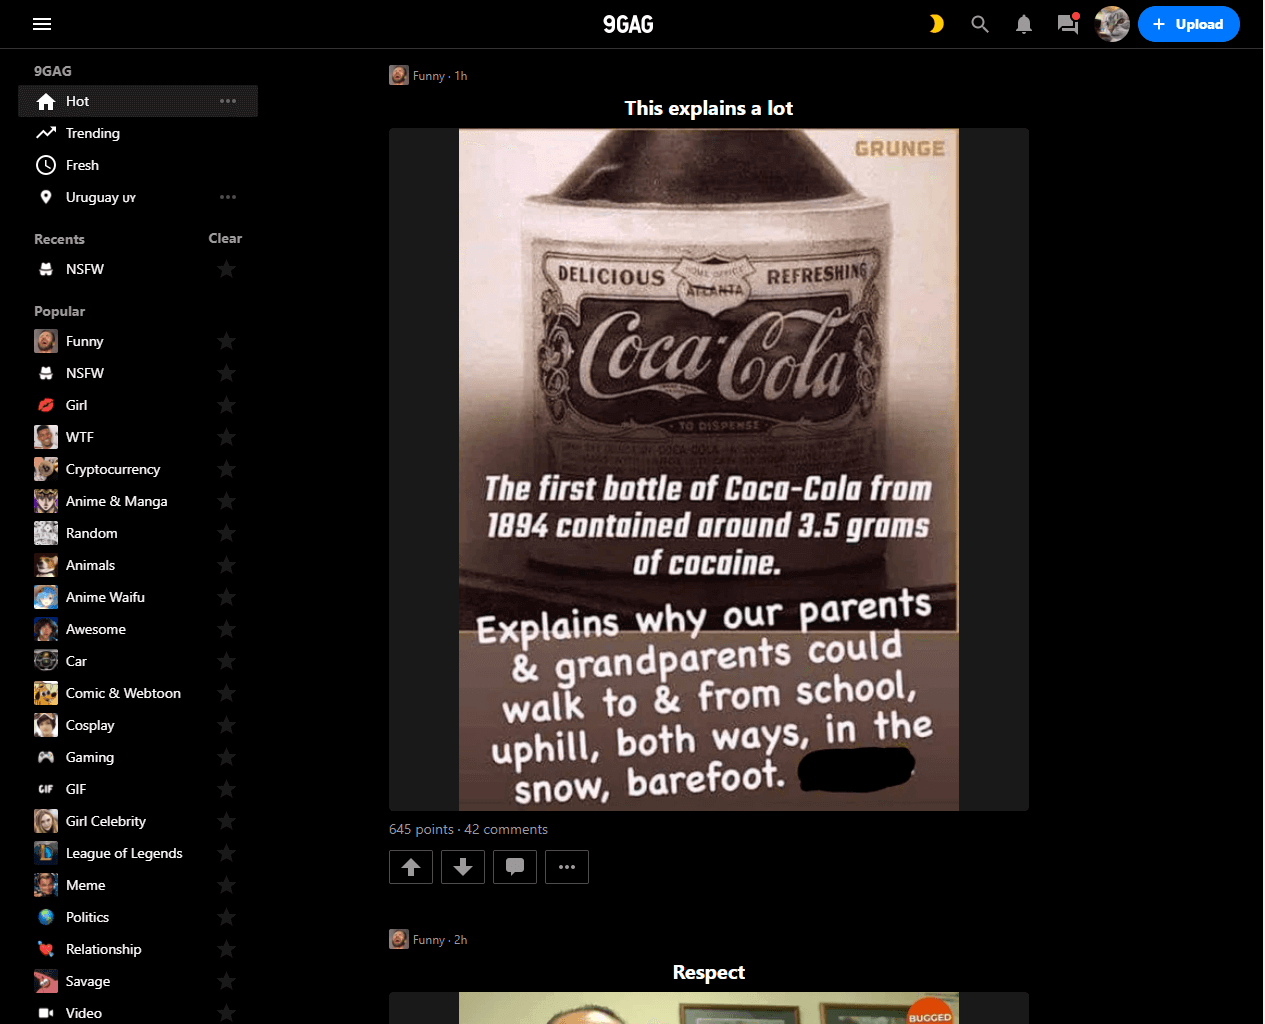 9GAG
Upload
9GAG
Hot
Trending
Fresh
Uruguay UY
Recents
Clear
NSFW
Popular
Funny
NSFW
Girl
WTF
Cryptocurrency
Anime & Manga
Random
Animals
Anime Waifu
Awesome
Car
Comic & Webtoon
Cosplay
Gaming
GIF
GIF
Girl Celebrity
League of Legends
Meme
Politics
Relationship
Savage
Video
Funny · 1h
This explains a lot
GRUNGE
DELICIOUS
HOME OFFICE
ATLANTA
REFRESHING
Coca-Cola
TO DISPENSE
The first bottle of Coca-Cola from
1894 contained around 3.5 grams
of cocaine.
Explains why our parents
& grandparents could
walk to & from school,
uphill, both ways, in the
snow, barefoot.
645 points · 42 comments
Funny · 2h
Respect
BUGGED